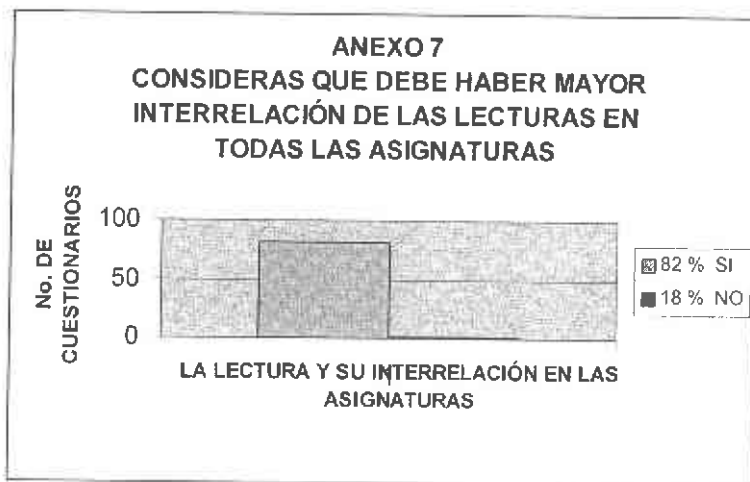 ANEXO 7
CONSIDERAS QUE DEBE HABER MAYOR
INTERRELACIÓN DE LAS LECTURAS EN
TODAS LAS ASIGNATURAS
No. DE
CUESTIONARIOS
100
50
0
82 % SI
18 % NO
LA LECTURA Y SU INTERRELACIÓN EN LAS
ASIGNATURAS